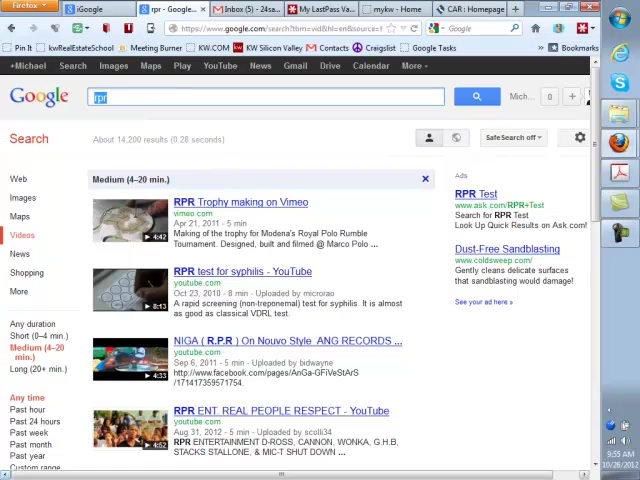 Firefox
iGoogle
rpr - Google...
Inbox (5) - 24sa...
My LastPass Va...
mykw - Home
CAR : Homepage
https://www.google.com/search?tbm=vid&hl=en&source=
Google
Pin It
kwRealEstateSchool
Meeting Burner
KW.COM
KW Silicon Valley
Contacts
Craigslist
Google Tasks
Bookmarks
+Michael Search Images Maps Play YouTube News Gmail Drive Calendar More
Google
rpr
Mich...
0
+
Search
About 14,200 results (0.28 seconds)
SafeSearch off
Web
Images
Maps
Videos
News
Shopping
More
Any duration
Short (0–4 min.)
Medium (4–20
min.)
Long (20+ min.)
Any time
Past hour
Past 24 hours
Past week
Past month
Past year
Custom range
Medium (4–20 min.)
4:42
RPR Trophy making on Vimeo
vimeo.com
Apr 21, 2011 - 5 min
Making of the trophy for Modena's Royal Polo Rumble
Tournament. Designed, built and filmed @ Marco Polo ...
8:13
RPR test for syphilis - YouTube
youtube.com
Oct 23, 2010 - 8 min - Uploaded by microrao
A rapid screening (non-treponemal) test for syphilis. It is almost
as good as classical VDRL test.
4:33
NIGA ( R.P.R ) On Nouvo Style_ANG RECORDS ...
youtube.com
Sep 6, 2011 - 5 min - Uploaded by bidwayne
http://www.facebook.com/pages/AnGa-GFiVeStArS
/171417359571754.
4:52
RPR ENT. REAL PEOPLE RESPECT - YouTube
youtube.com
Aug 31, 2012 - 5 min - Uploaded by scolli34
RPR ENTERTAINMENT D-ROSS, CANNON, WONKA, G.H.B,
STACKS STALLONE, & MIC-T SHUT DOWN ...
Ads
RPR Test
www.ask.com/RPR+Test
Search for RPR Test
Look Up Quick Results on Ask.com!
Dust-Free Sandblasting
www.coldsweep.com/
Gently cleans delicate surfaces
that sandblasting would damage!
See your ad here »
9:55 AM
10/26/2012